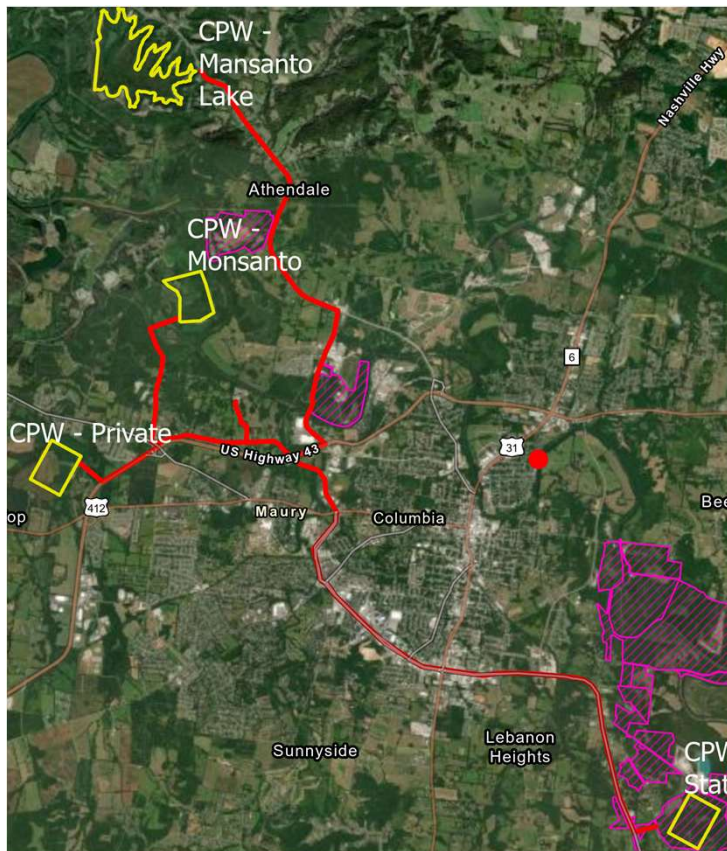 CPW -
Mansanto
Lake
Nashville Hwy
Athendale
CPW -
Monsanto
6
CPW - Private
US Highway 43
31
412
op
Maury
Columbia
Bee
Sunnyside
Lebanon
Heights
CPW
Stat